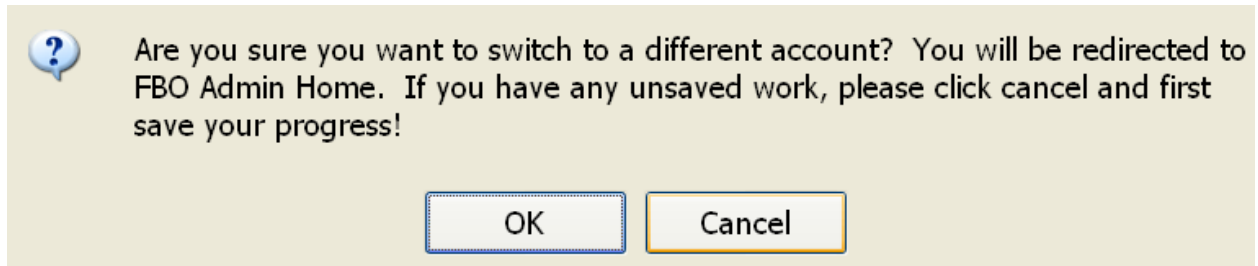 Are you sure you want to switch to a different account?  You will be redirected to
FBO Admin Home.  If you have any unsaved work, please click cancel and first
save your progress!
OK
Cancel